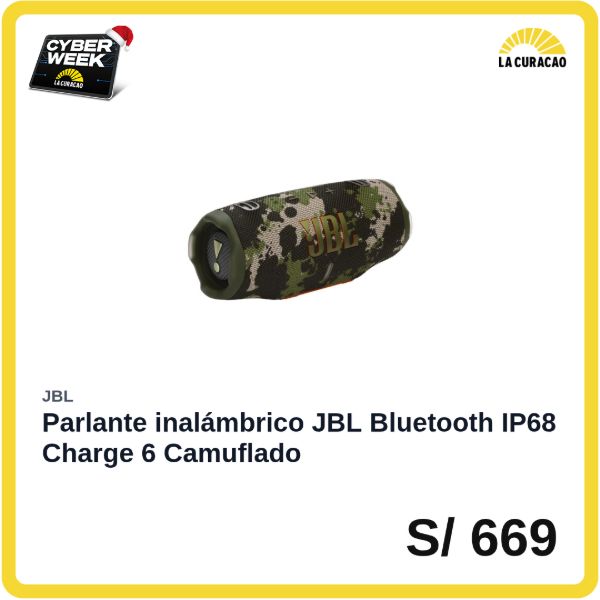 CYBER
WEEK
LA CURACAO
LA CURACAO
JBL
JBL
Parlante inalámbrico JBL Bluetooth IP68
Charge 6 Camuflado
S/ 669